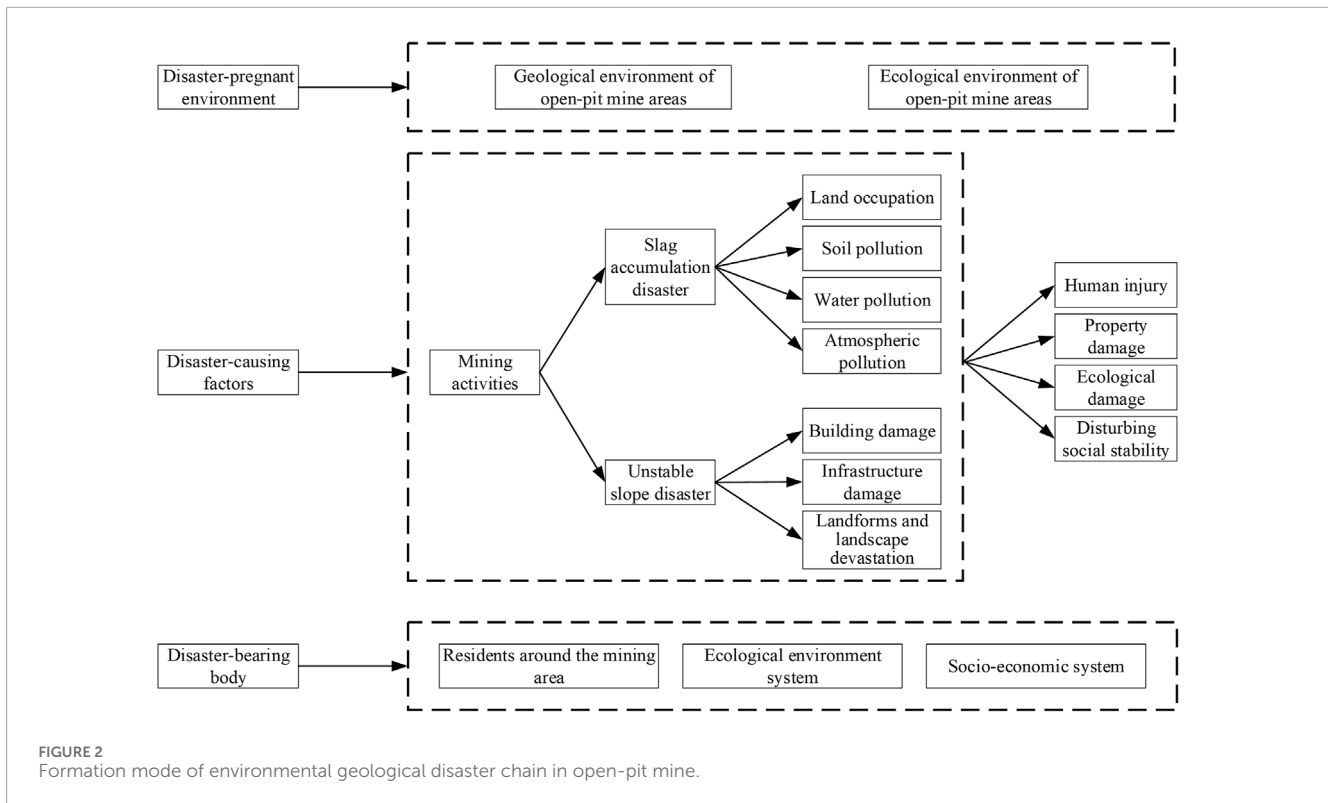 Disaster-pregnant
environment
Geological environment of
open-pit mine areas
Ecological environment of
open-pit mine areas
Disaster-causing
factors
Mining
activities
Slag
accumulation
disaster
Land occupation
Soil pollution
Water pollution
Atmospheric
pollution
Unstable
slope disaster
Building damage
Infrastructure
damage
Landforms and
landscape
devastation
Human injury
Property
damage
Ecological
damage
Disturbing
social stability
Disaster-bearing
body
Residents around the mining
area
Ecological environment
system
Socio-economic system
FIGURE 2
Formation mode of environmental geological disaster chain in open-pit mine.